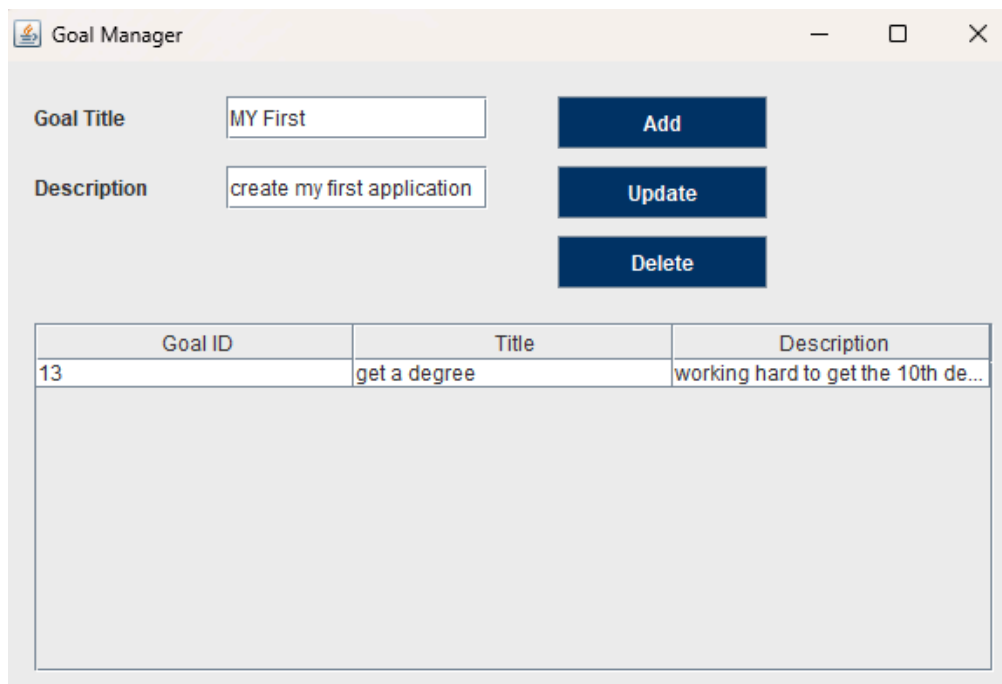 Goal Manager
Goal Title
MY First
Add
Description
create my first application
Update
Delete
Goal ID Title Description
13 get a degree working hard to get the 10th de...